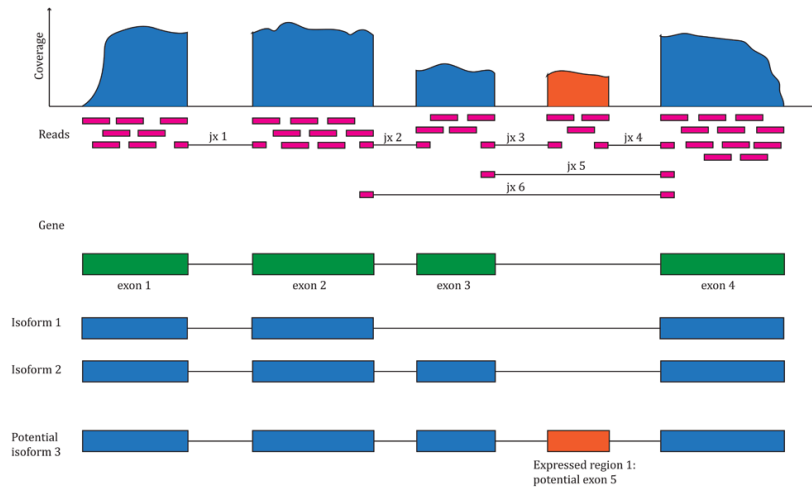 Coverage
Reads
jx 1
jx 2
jx 3
jx 4
jx 5
jx 6
Gene
exon 1
exon 2
exon 3
exon 4
Isoform 1
Isoform 2
Potential
isoform 3
Expressed region 1:
potential exon 5